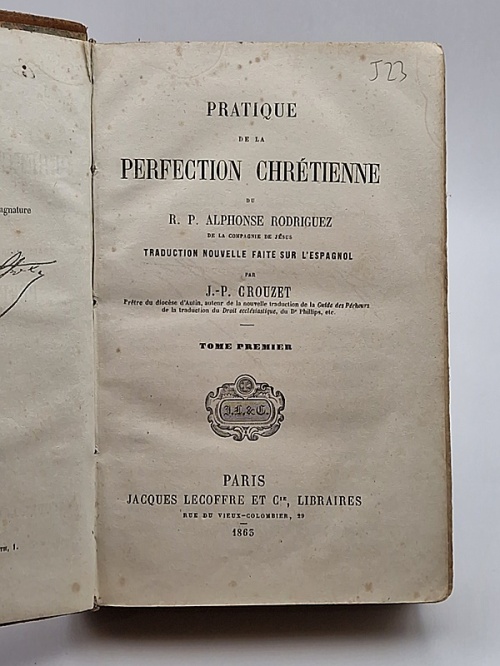 J23
PRATIQUE
DE LA
PERFECTION CHRÉTIENNE
DU
R. P. ALPHONSE RODRIGUEZ
DE LA COMPAGNIE DE JÉSUS
TRADUCTION NOUVELLE FAITE SUR L'ESPAGNOL
PAR
J.-P. CROUZET
Prêtre du diocèse d'Autin, auteur de la nouvelle traduction de la Guide des Pécheurs
de la traduction du Droit ecclésiastique, du Dr Phillips, etc.
TOME PREMIER
J.L.&C.
PARIS
JACQUES LECOFFRE ET Cie, LIBRAIRES
RUE DU VIEUX-COLOMBIER, 29
1865